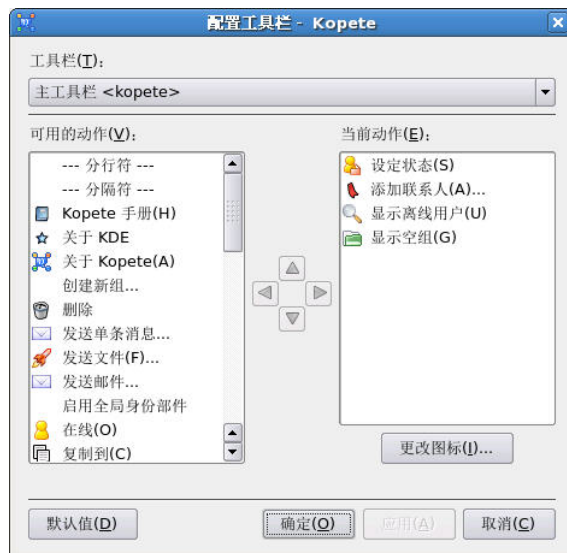 配置工具栏 - Kopete
工具栏(T):
主工具栏 <kopete>
可用的动作(V):
--- 分行符 ---
--- 分隔符 ---
Kopete 手册(H)
关于 KDE
关于 Kopete(A)
创建新组...
删除
发送单条消息...
发送文件(F)...
发送邮件...
启用全局身份部件
在线(O)
复制到(C)
当前动作(E):
设定状态(S)
添加联系人(A)...
显示离线用户(U)
显示空组(G)
更改图标(I)...
默认值(D)
确定(O)
应用(A)
取消(C)